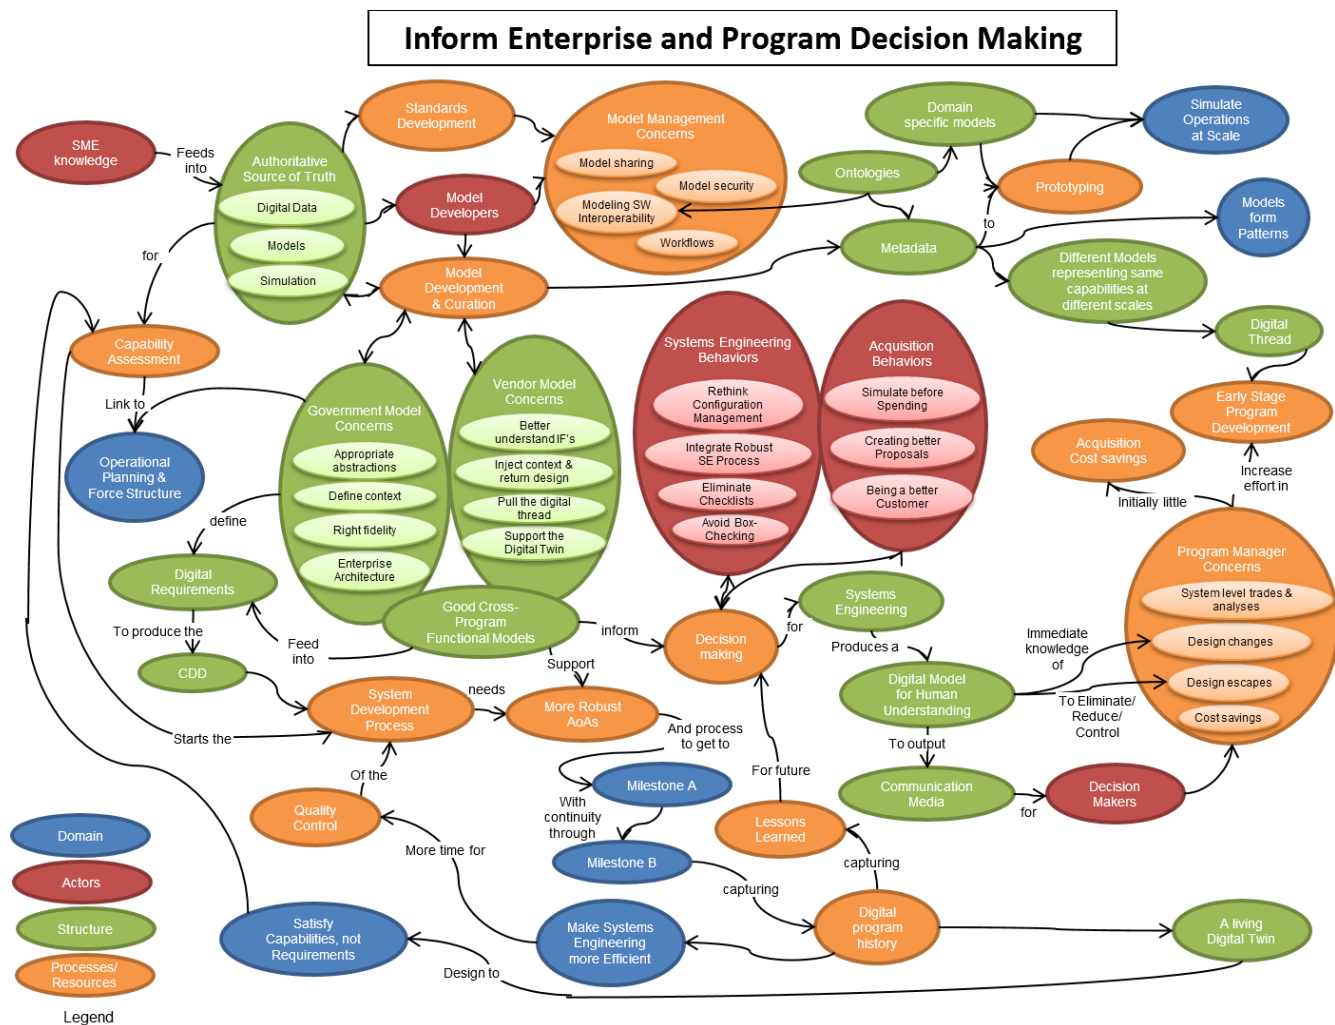 Inform Enterprise and Program Decision Making
SME
knowledge
Feeds
into
Authoritative
Source of Truth
Digital Data
Models
Simulation
Standards
Development
Model
Developers
Model
Development
& Curation
Model Management
Concerns
Model sharing
Model security
Modeling SW
Interoperability
Workflows
Ontologies
Domain
specific models
Simulate
Operations
at Scale
Prototyping
to
Metadata
Models
form
Patterns
Different Models
representing same
capabilities at
different scales
Digital
Thread
Early Stage
Program
Development
Increase
effort in
Acquisition
Cost savings
Initially little
for
Capability
Assessment
Link to
Operational
Planning &
Force Structure
Government Model
Concerns
Appropriate
abstractions
Define context
Right fidelity
Enterprise
Architecture
Vendor Model
Concerns
Better
understand IF's
Inject context &
return design
Pull the digital
thread
Support the
Digital Twin
Systems Engineering
Behaviors
Rethink
Configuration
Management
Integrate Robust
SE Process
Eliminate
Checklists
Avoid Box-
Checking
Acquisition
Behaviors
Simulate before
Spending
Creating better
Proposals
Being a better
Customer
Program Manager
Concerns
System level trades &
analyses
Design changes
Design escapes
Cost savings
define
Digital
Requirements
To produce the
CDD
Feed
into
Good Cross-
Program
Functional Models
inform
Support
Decision
making
for
Systems
Engineering
Produces a
Digital Model
for Human
Understanding
Immediate
knowledge
of
To Eliminate/
Reduce/
Control
To output
Communication
Media
for
Decision
Makers
System
Development
Process
needs
More Robust
AoAs
And process
to get to
Starts the
Of the
Quality
Control
More time for
Milestone A
With
continuity
through
Milestone B
capturing
For future
Lessons
Learned
capturing
Digital
program
history
Make Systems
Engineering
more Efficient
A living
Digital Twin
Design to
Satisfy
Capabilities, not
Requirements
Domain
Actors
Structure
Processes/
Resources
Legend